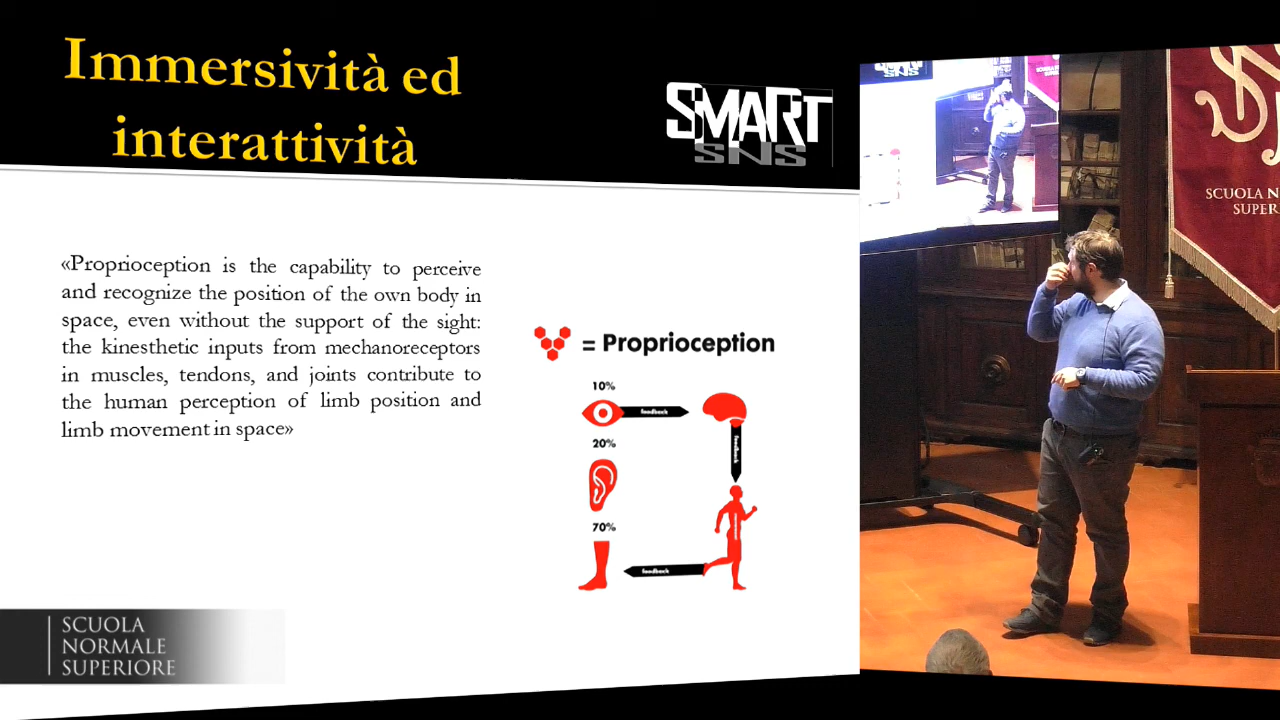 Immersività ed
interattività
SMART
SNS
«Proprioception is the capability to perceive
and recognize the position of the own body in
space, even without the support of the sight:
the kinesthetic inputs from mechanoreceptors
in muscles, tendons, and joints contribute to
the human perception of limb position and
limb movement in space»
= Proprioception
10%
feedback
feedback
20%
70%
feedback
SCUOLA
NORMALE
SUPERIORE
SNS
SCUOLA